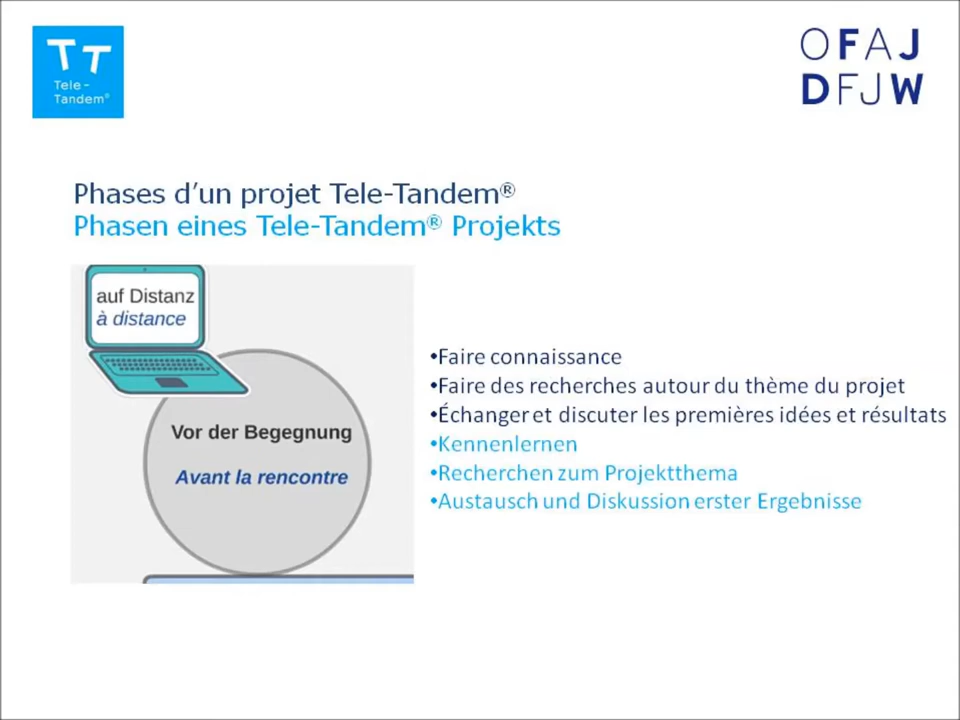 TT
Tele-
Tandem®
OFAJ
DFJW
Phases d’un projet Tele-Tandem®
Phasen eines Tele-Tandem® Projekts
auf Distanz
à distance
Vor der Begegnung
Avant la rencontre
•Faire connaissance
•Faire des recherches autour du thème du projet
•Échanger et discuter les premières idées et résultats
•Kennenlernen
•Recherchen zum Projektthema
•Austausch und Diskussion erster Ergebnisse